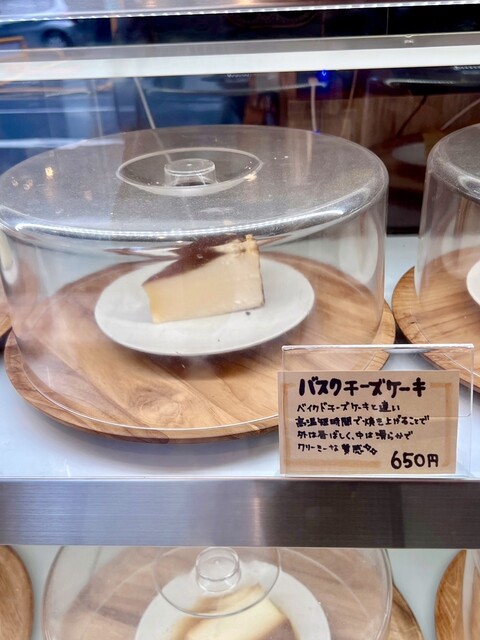 バスクチーズケーキ
ベイクドチーズケーキと違い
高温短時間で焼き上げることで
外は香ばしく、中は滑らかで
クリーミーな質感
650円